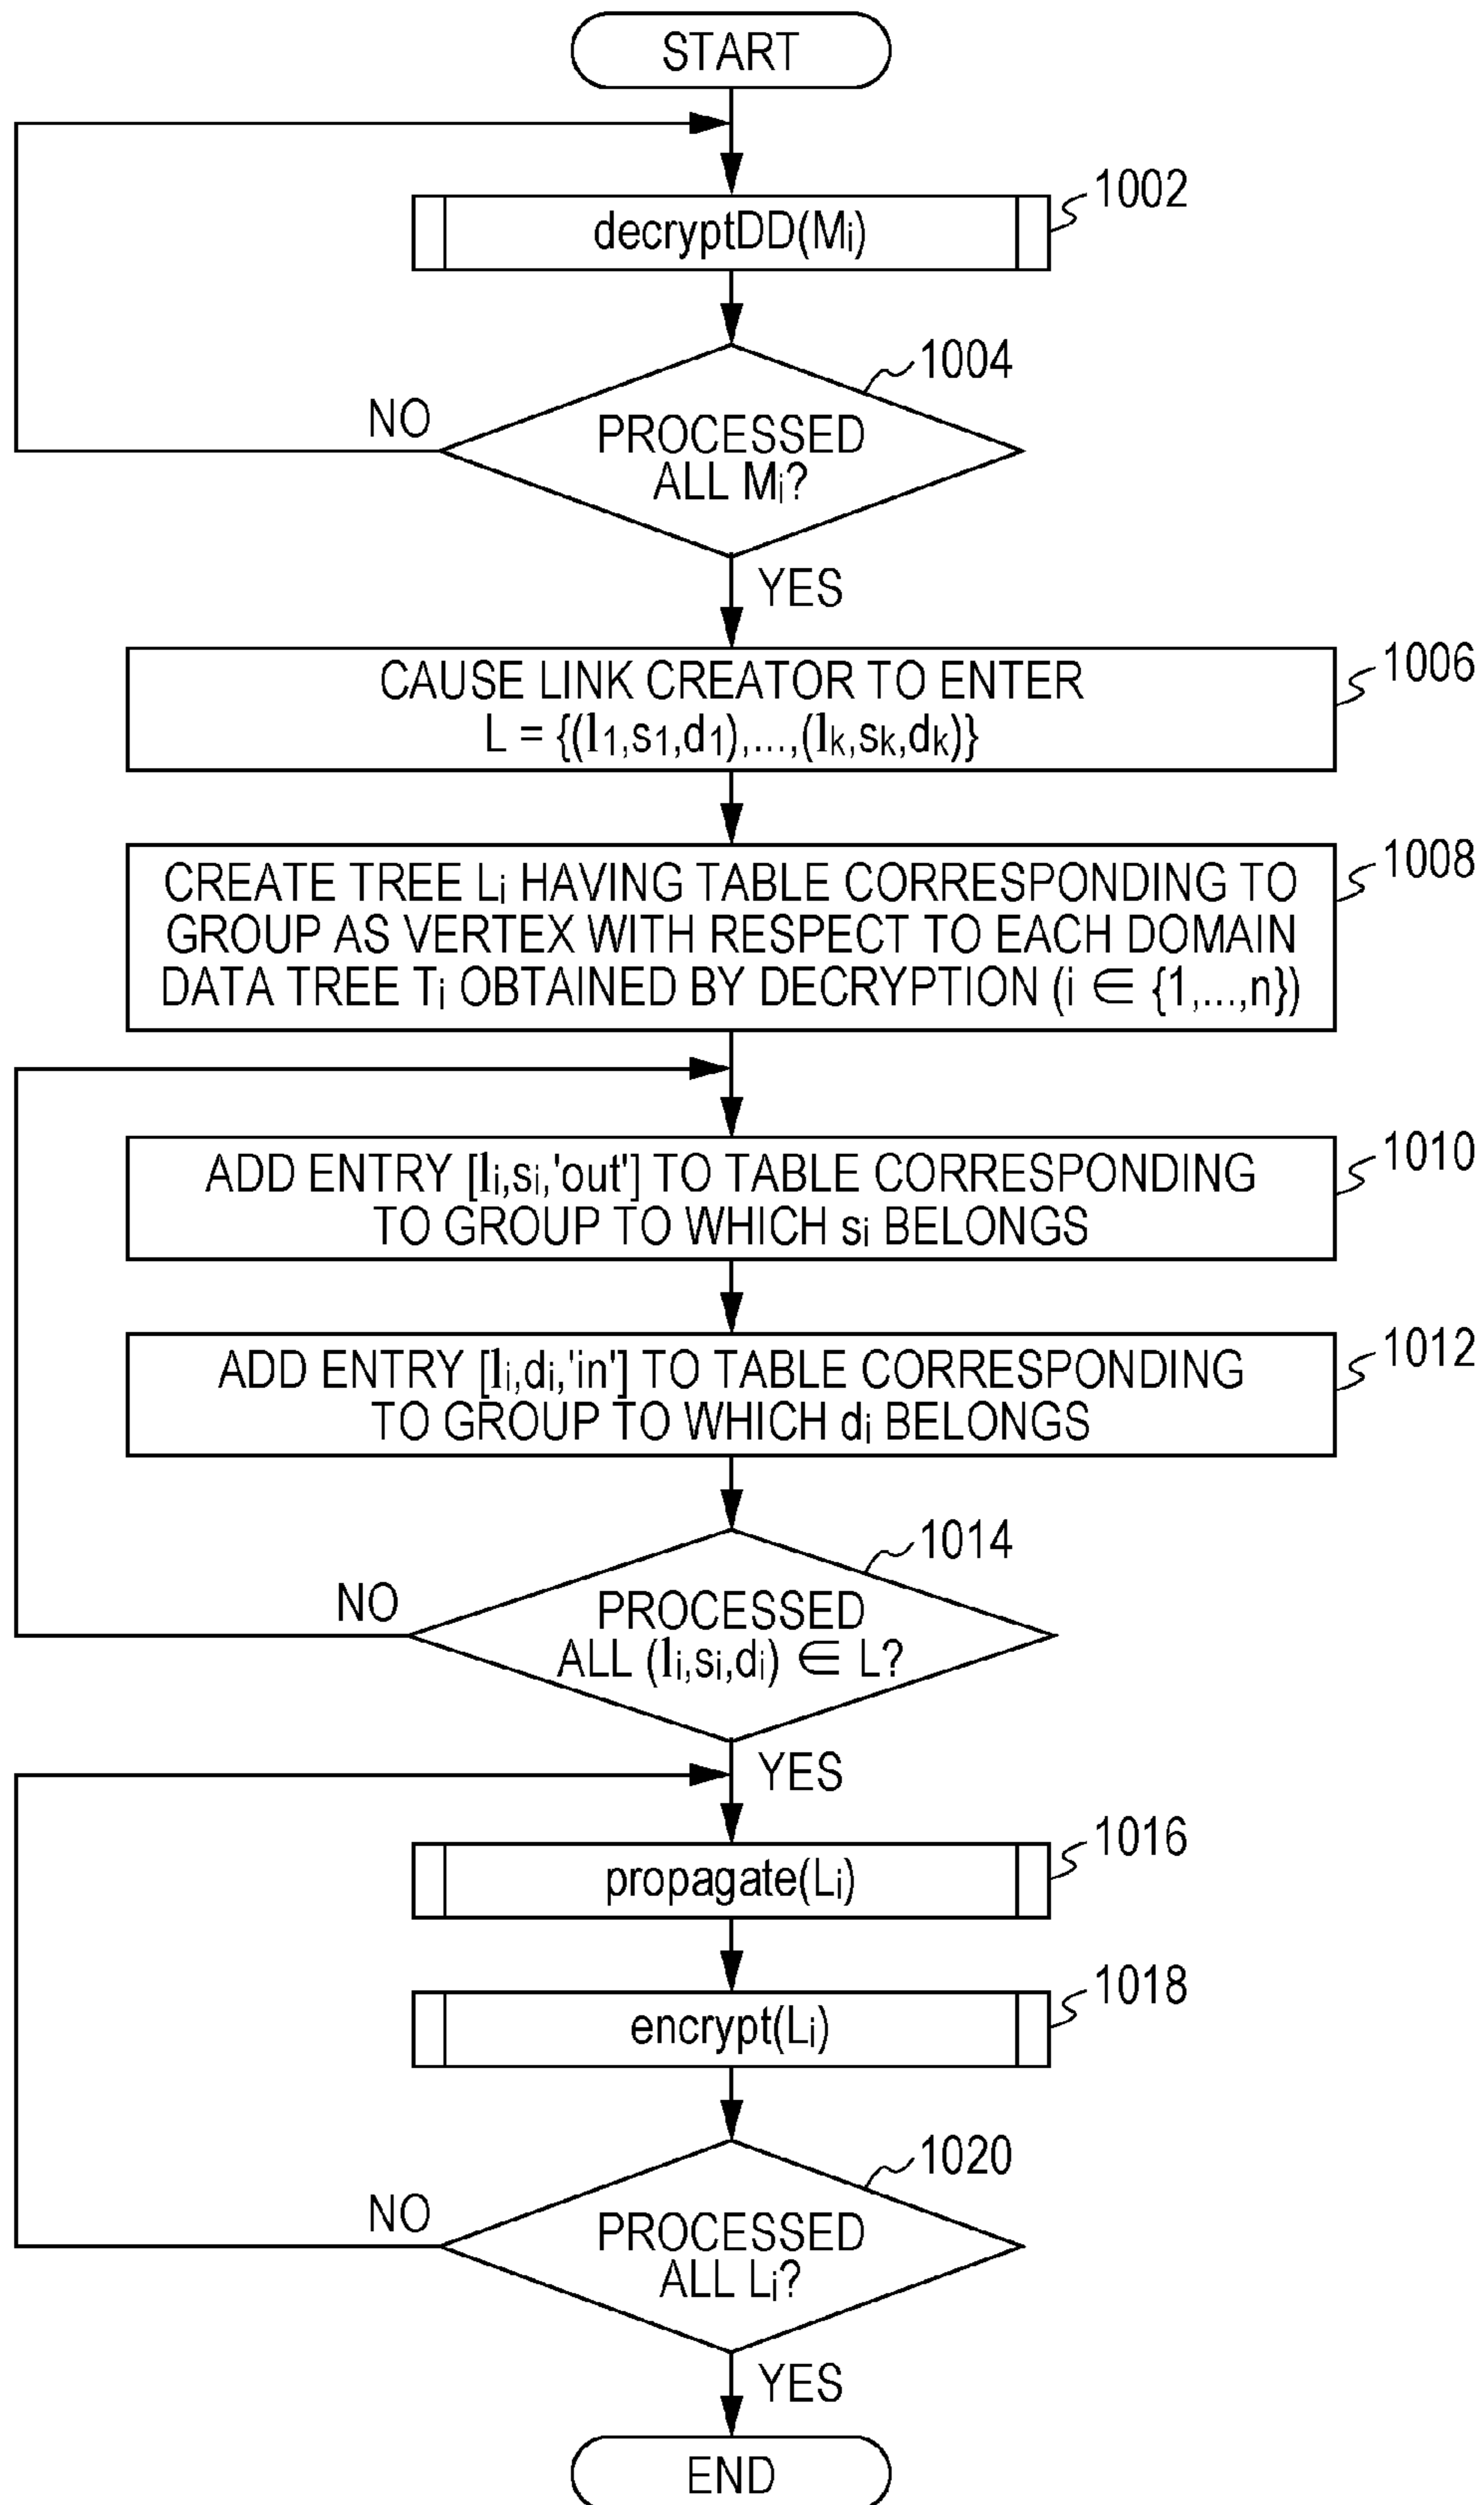 START
decryptDD(Mi)
1002
1004
NO
PROCESSED
ALL Mi?
YES
CAUSE LINK CREATOR TO ENTER
L = {(l1,s1,d1),...,(lk,sk,dk)}
1006
CREATE TREE Li HAVING TABLE CORRESPONDING TO
GROUP AS VERTEX WITH RESPECT TO EACH DOMAIN
DATA TREE Ti OBTAINED BY DECRYPTION (i ∈ {1,...,n})
1008
ADD ENTRY [li,si,'out'] TO TABLE CORRESPONDING
TO GROUP TO WHICH si BELONGS
1010
ADD ENTRY [li,di,'in'] TO TABLE CORRESPONDING
TO GROUP TO WHICH di BELONGS
1012
1014
NO
PROCESSED
ALL (li,si,di) ∈ L?
YES
propagate(Li)
1016
encrypt(Li)
1018
1020
NO
PROCESSED
ALL Li?
YES
END